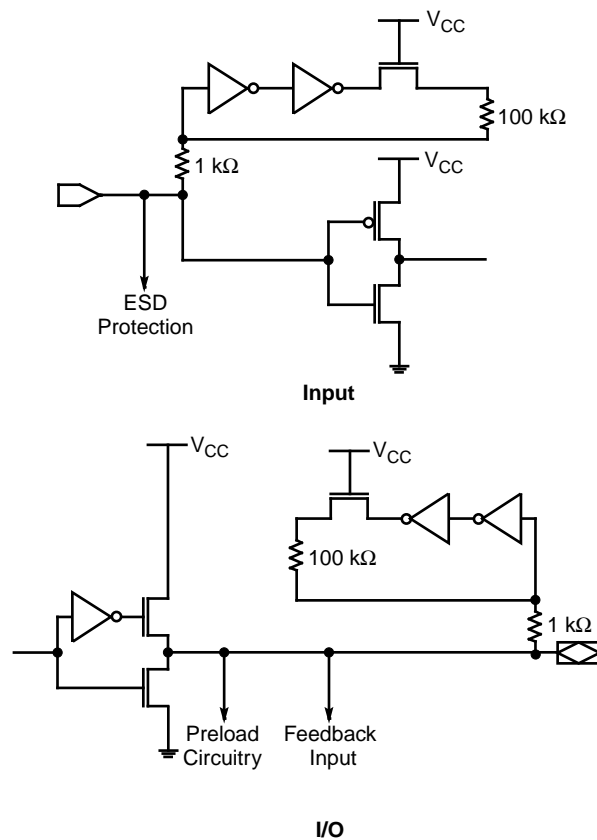 VCC
100 kΩ
1 kΩ
VCC
ESD
Protection
Input
VCC
VCC
100 kΩ
1 kΩ
Preload
Circuitry
Feedback
Input
I/O